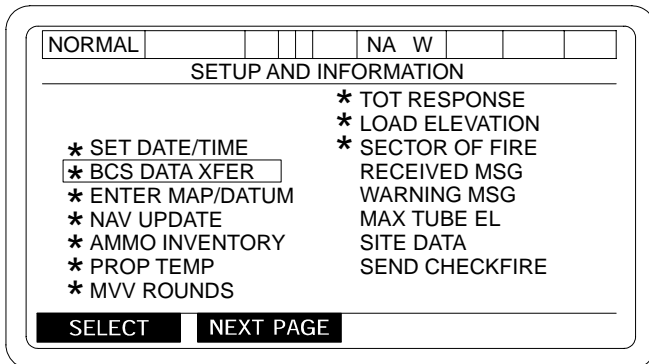 NORMAL NA W
SETUP AND INFORMATION
* SET DATE/TIME
* BCS DATA XFER
* ENTER MAP/DATUM
* NAV UPDATE
* AMMO INVENTORY
* PROP TEMP
* MVV ROUNDS
* TOT RESPONSE
* LOAD ELEVATION
* SECTOR OF FIRE
RECEIVED MSG
WARNING MSG
MAX TUBE EL
SITE DATA
SEND CHECKFIRE
SELECT NEXT PAGE